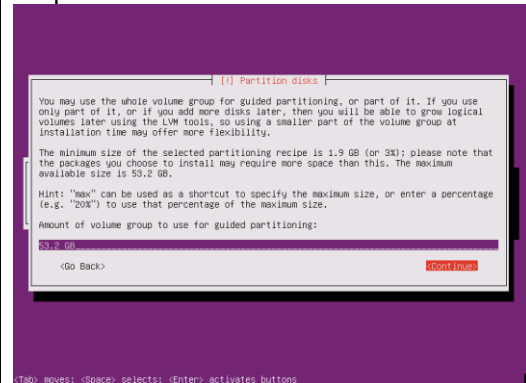 [!] Partition disks
You may use the whole volume group for guided partitioning, or part of it. If you use
only part of it, or if you add more disks later, then you will be able to grow logical
volumes later using the LVM tools, so using a smaller part of the volume group at
installation time may offer more flexibility.
The minimum size of the selected partitioning recipe is 1.9 GB (or 3%); please note that
the packages you choose to install may require more space than this. The maximum
available size is 53.2 GB.
Hint: "max" can be used as a shortcut to specify the maximum size, or enter a percentage
(e.g. "20%") to use that percentage of the maximum size.
Amount of volume group to use for guided partitioning:
53.2 GB
<Go Back> <Continue>
<Tab> moves; <Space> selects; <Enter> activates buttons